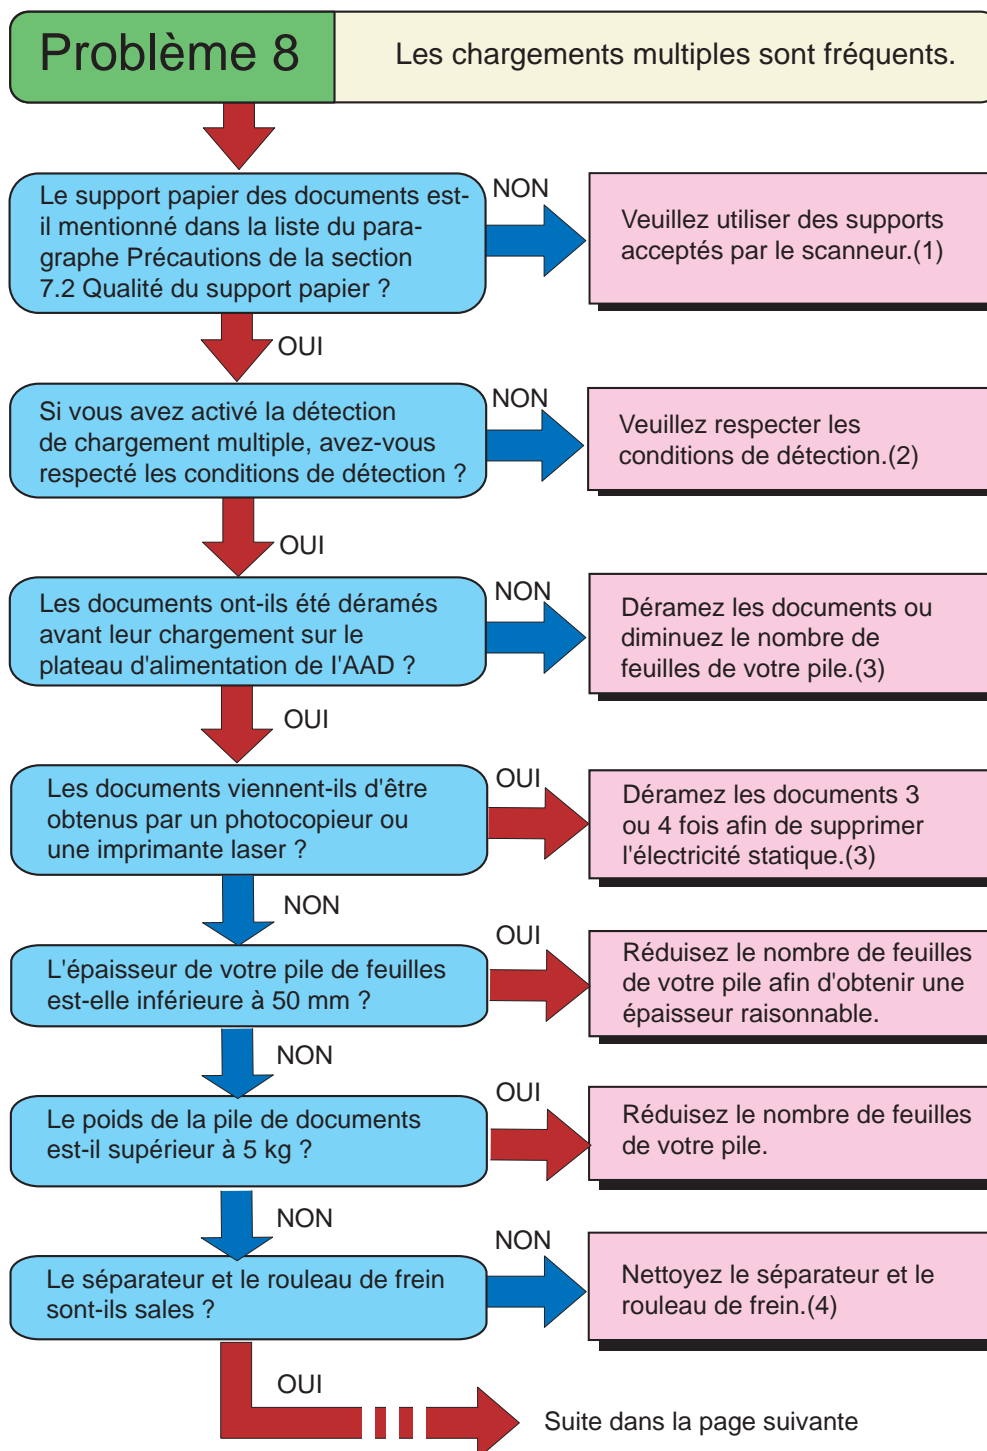 Problème 8
Les chargements multiples sont fréquents.
Le support papier des documents est-
il mentionné dans la liste du para-
graphe Précautions de la section
7.2 Qualité du support papier ?
NON
Veuillez utiliser des supports
acceptés par le scanneur.(1)
OUI
Si vous avez activé la détection
de chargement multiple, avez-vous
respecté les conditions de détection ?
NON
Veuillez respecter les
conditions de détection.(2)
OUI
Les documents ont-ils été déramés
avant leur chargement sur le
plateau d'alimentation de l'AAD ?
NON
Déramez les documents ou
diminuez le nombre de
feuilles de votre pile.(3)
OUI
Les documents viennent-ils d'être
obtenus par un photocopieur ou
une imprimante laser ?
OUI
Déramez les documents 3
ou 4 fois afin de supprimer
l'électricité statique.(3)
NON
L'épaisseur de votre pile de feuilles
est-elle inférieure à 50 mm ?
OUI
Réduisez le nombre de feuilles
de votre pile afin d'obtenir une
épaisseur raisonnable.
NON
Le poids de la pile de documents
est-il supérieur à 5 kg ?
OUI
Réduisez le nombre de feuilles
de votre pile.
NON
Le séparateur et le rouleau de frein
sont-ils sales ?
NON
Nettoyez le séparateur et le
rouleau de frein.(4)
OUI
Suite dans la page suivante